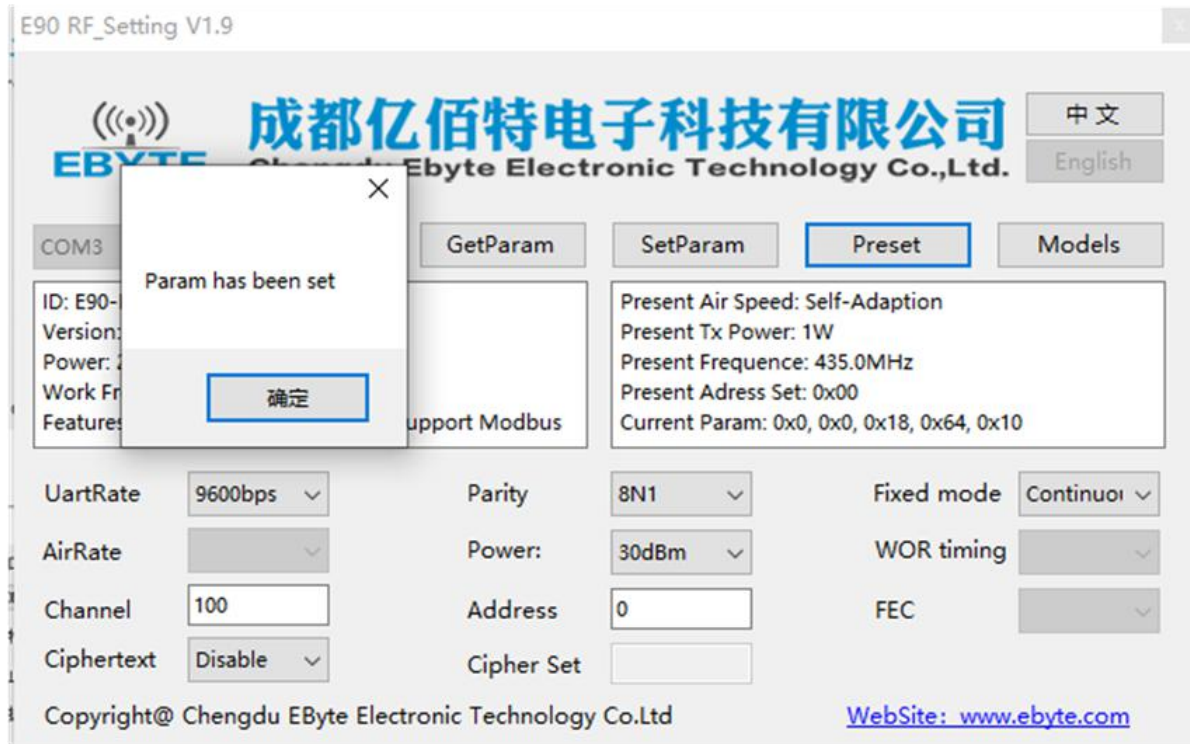 E90 RF_Setting V1.9
EBYTE
成都亿佰特电子科技有限公司
Chengdu Ebyte Electronic Technology Co.,Ltd.
中文
English
COM3
GetParam
SetParam
Preset
Models
Param has been set
确定
ID: E90-
Version:
Power:
Work Fr
Features
upport Modbus
Present Air Speed: Self-Adaption
Present Tx Power: 1W
Present Frequence: 435.0MHz
Present Adress Set: 0x00
Current Param: 0x0, 0x0, 0x18, 0x64, 0x10
UartRate 9600bps Parity 8N1 Fixed mode Continuou
AirRate Power: 30dBm WOR timing
Channel 100 Address 0 FEC
Ciphertext Disable Cipher Set
Copyright@ Chengdu EByte Electronic Technology Co.Ltd
WebSite: www.ebyte.com